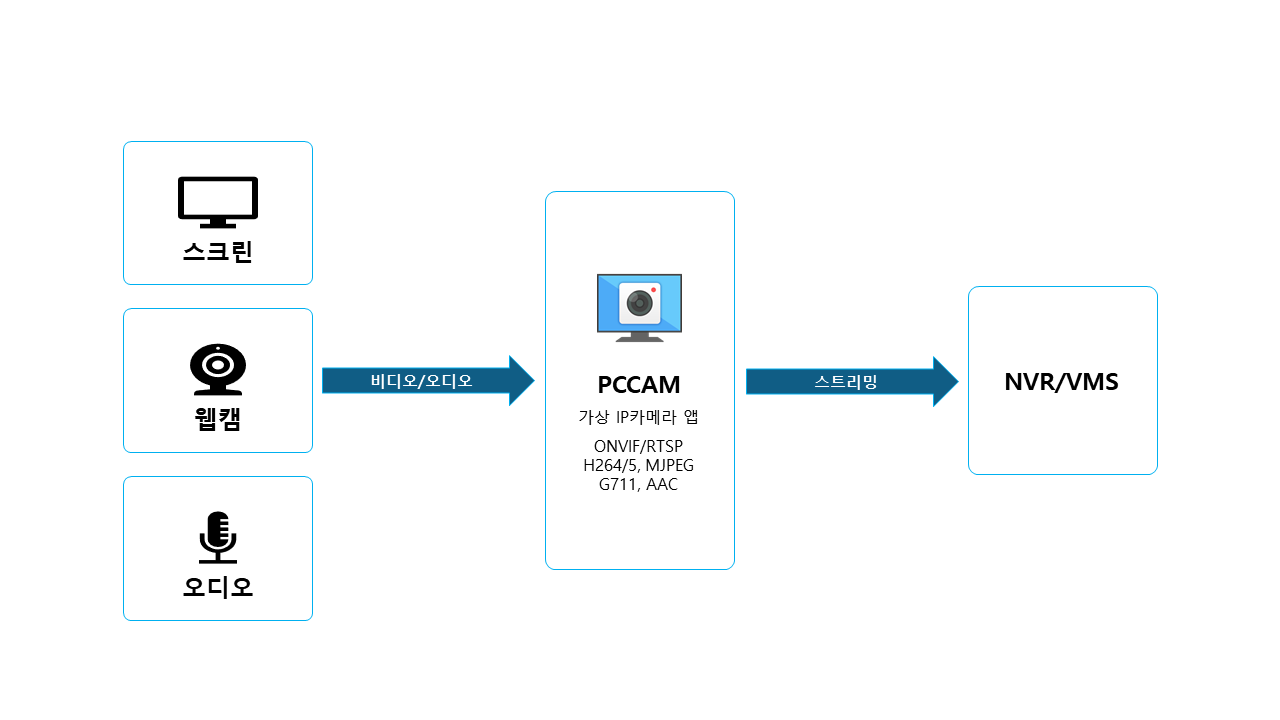 스크린
웹캠
오디오
비디오/오디오
PCCAM
가상 IP카메라 앱
ONVIF/RTSP
H264/5, MJPEG
G711, AAC
스트리밍
NVR/VMS